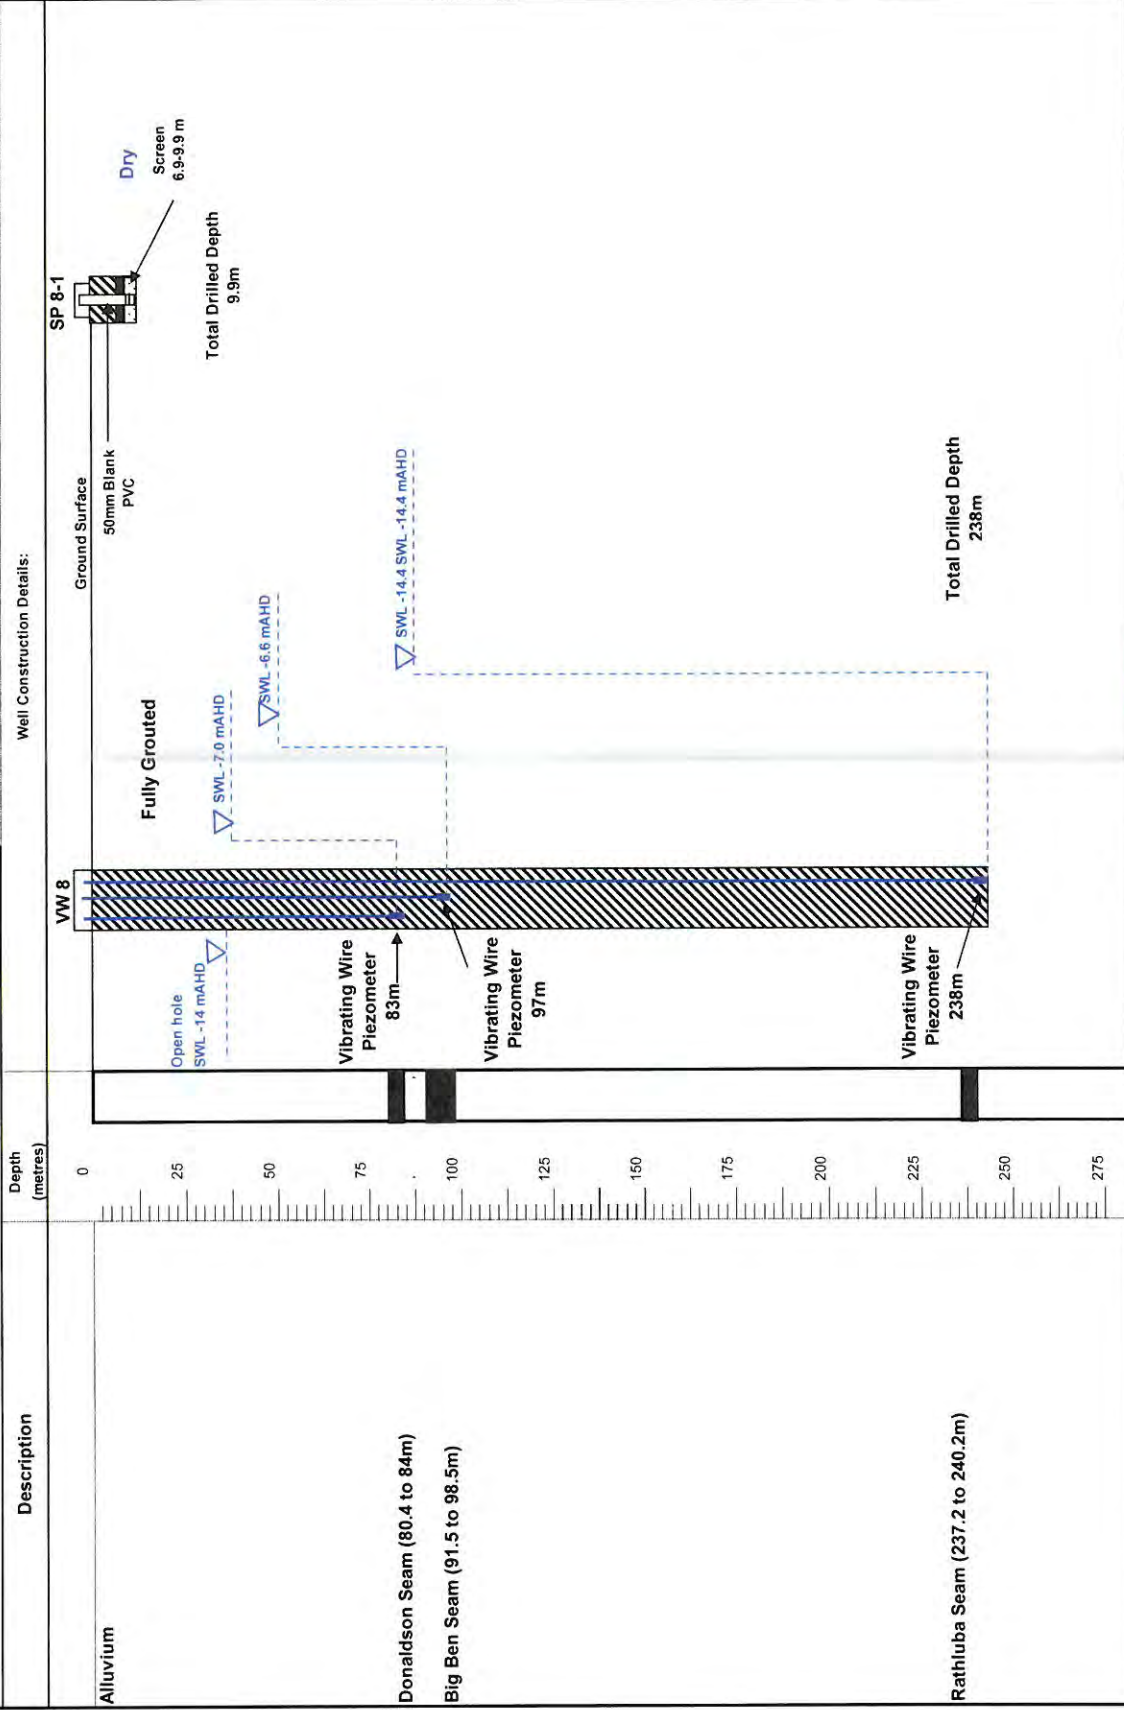 Description
Depth
(metres)
Well Construction Details:
Alluvium
Donaldson Seam (80.4 to 84m)
Big Ben Seam (91.5 to 98.5m)
Rathluba Seam (237.2 to 240.2m)
0
25
50
75
100
125
150
175
200
225
250
275
VW 8
Ground Surface
SP 8-1
50mm Blank
PVC
Dry
Screen
6.9-9.9 m
Total Drilled Depth
9.9m
Fully Grouted
Open hole
SWL -14 mAHD
SWL -7.0 mAHD
SWL -6.6 mAHD
SWL -14.4 SWL -14.4 mAHD
Vibrating Wire
Piezometer
83m
Vibrating Wire
Piezometer
97m
Vibrating Wire
Piezometer
238m
Total Drilled Depth
238m